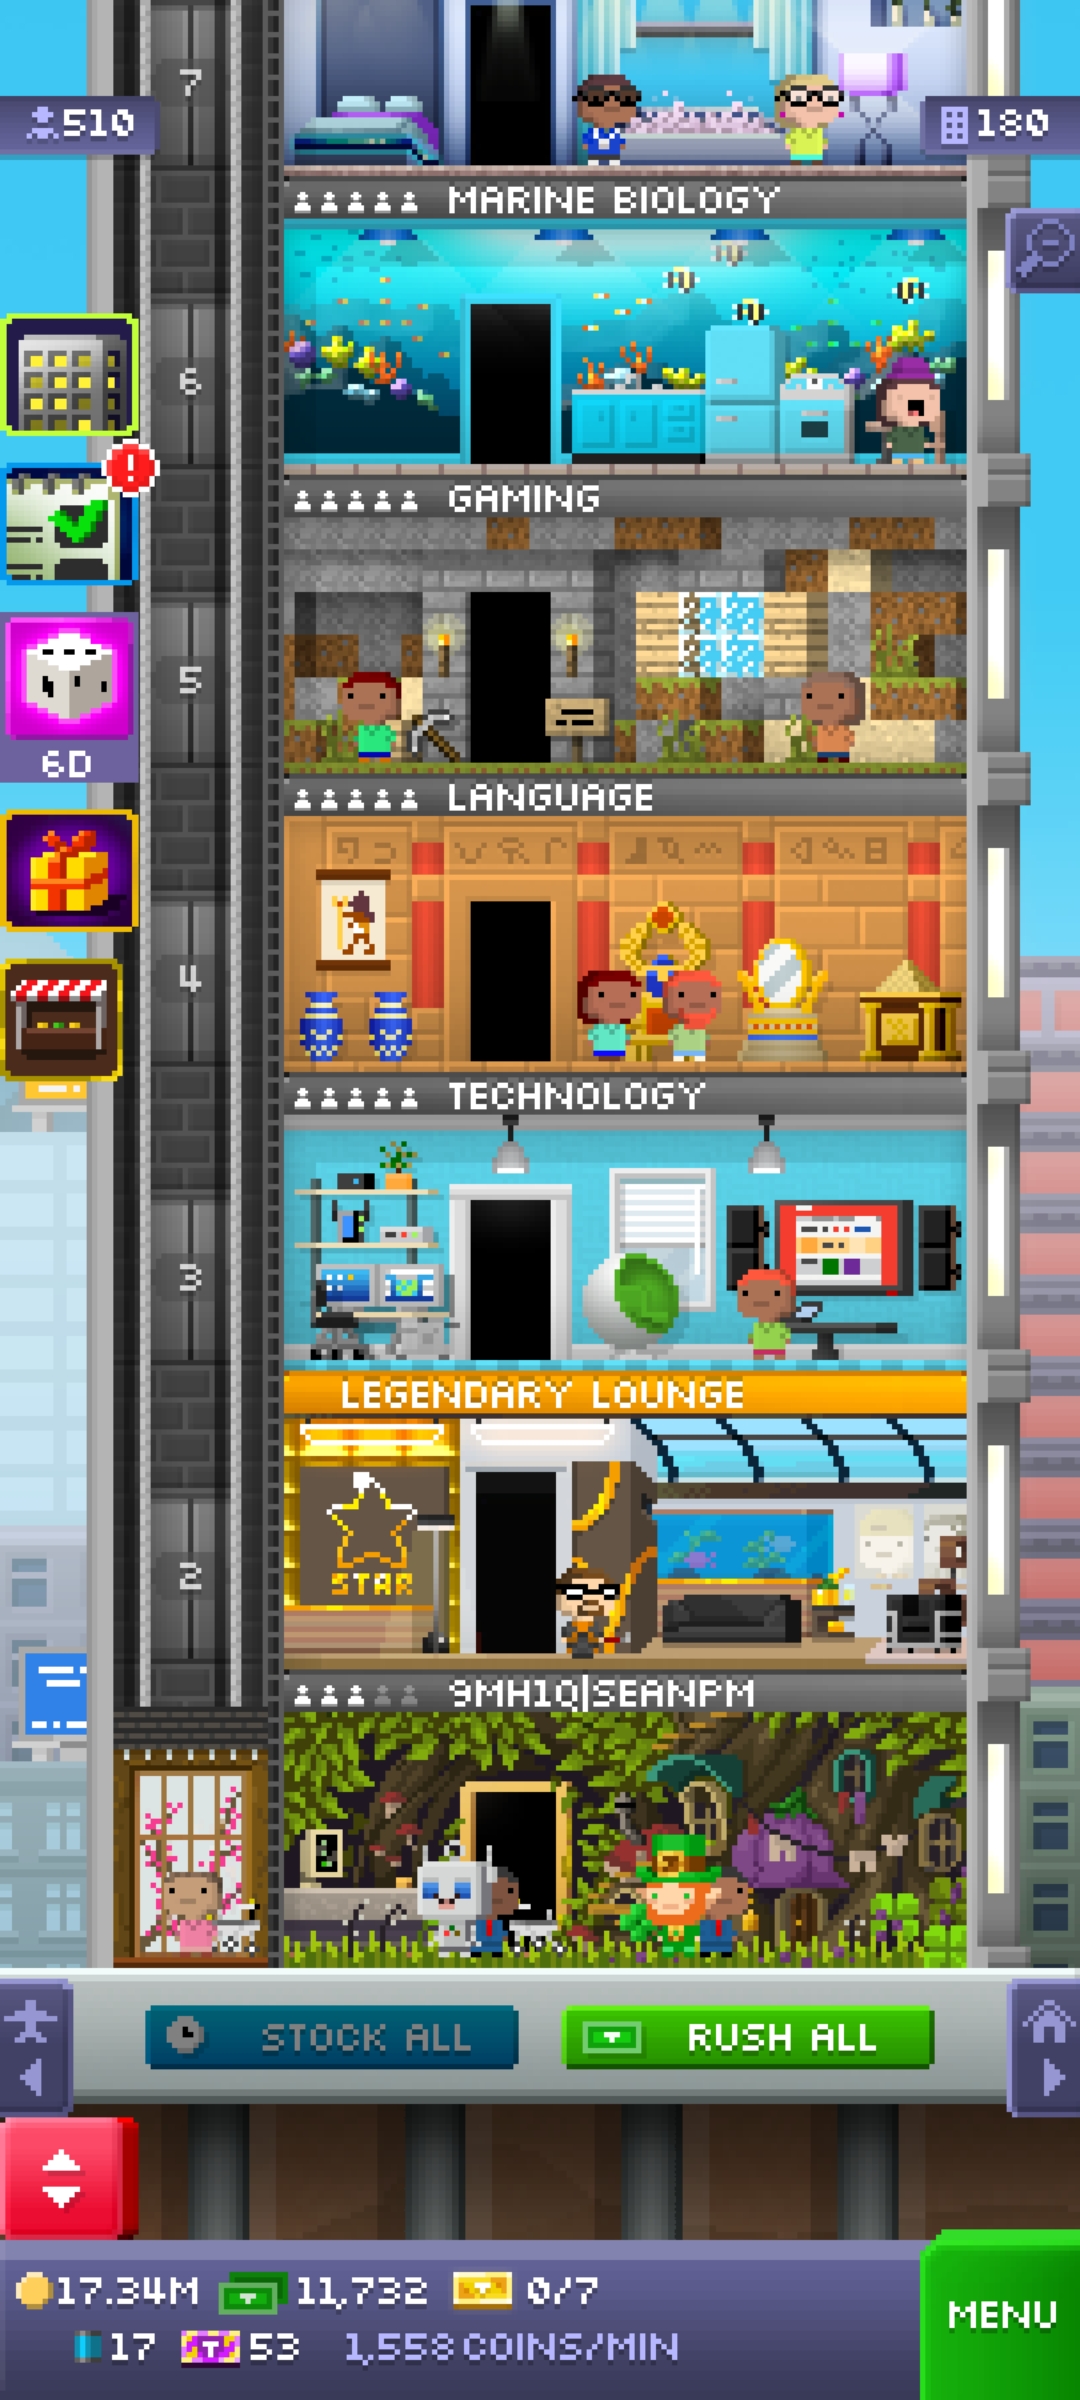 7
510
180
MARINE BIOLOGY
6
GAMING
5
6D
LANGUAGE
4
TECHNOLOGY
3
LEGENDARY LOUNGE
STAR
2
9MH1Q|SEANPM
STOCK ALL
RUSH ALL
17.34M
11,732
0/7
MENU
17
53
1,558 COINS/MIN